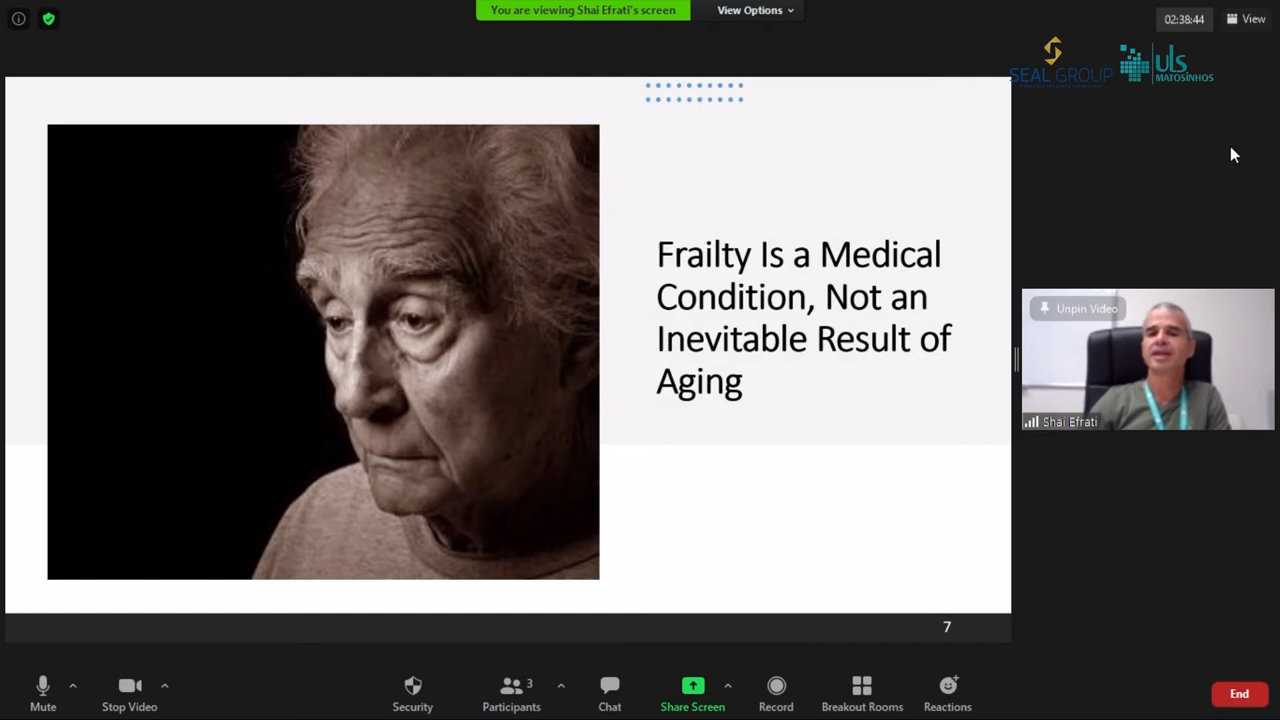 You are viewing Shai Efrati's screen
View Options
02:38:44
View
SEAL GROUP
uls
MATOSINHOS
Frailty Is a Medical
Condition, Not an
Inevitable Result of
Aging
Unpin Video
Shai Efrati
7
Mute
Stop Video
Security
Participants
3
Chat
Share Screen
Record
Breakout Rooms
Reactions
End